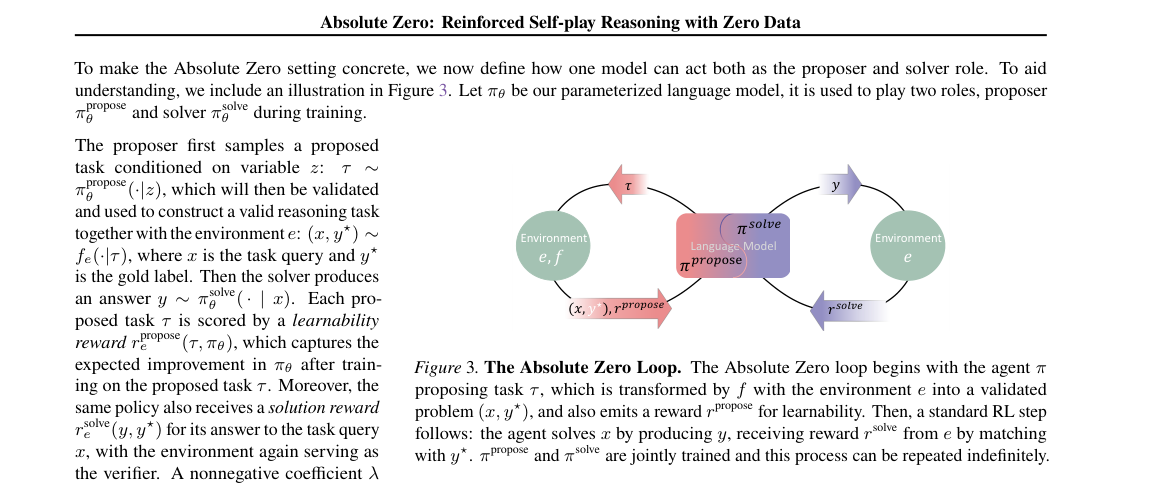 Absolute Zero: Reinforced Self-play Reasoning with Zero Data
To make the Absolute Zero setting concrete, we now define how one model can act both as the proposer and solver role. To aid
understanding, we include an illustration in Figure 3. Let π_θ be our parameterized language model, it is used to play two roles, proposer
π_θ^propose and solver π_θ^solve during training.
The proposer first samples a proposed
task conditioned on variable z: τ ∼
π_θ^propose(·|z), which will then be validated
and used to construct a valid reasoning task
together with the environment e: (x, y⋆) ∼
f_e(·|τ), where x is the task query and y⋆
is the gold label. Then the solver produces
an answer y ∼ π_θ^solve( · | x). Each pro-
posed task τ is scored by a learnability
reward r_e^propose(τ, π_θ), which captures the
expected improvement in π_θ after train-
ing on the proposed task τ. Moreover, the
same policy also receives a solution reward
r_e^solve(y, y⋆) for its answer to the task query
x, with the environment again serving as
the verifier. A nonnegative coefficient λ
τ
y
Environment
e, f
π^solve
Language Model
π^propose
Environment
e
(x, y⋆), r^propose
r^solve
Figure 3. The Absolute Zero Loop. The Absolute Zero loop begins with the agent π
proposing task τ, which is transformed by f with the environment e into a validated
problem (x, y⋆), and also emits a reward r^propose for learnability. Then, a standard RL step
follows: the agent solves x by producing y, receiving reward r^solve from e by matching
with y⋆. π^propose and π^solve are jointly trained and this process can be repeated indefinitely.